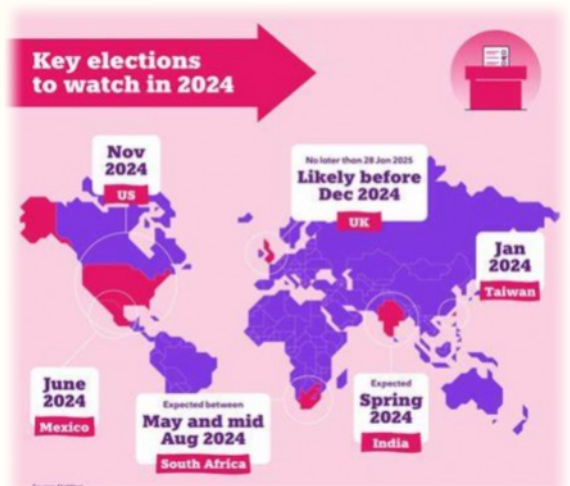 Key elections
to watch in 2024
Nov
2024
US
No later than 28 Jan 2025
Likely before
Dec 2024
UK
Jan
2024
Taiwan
June
2024
Mexico
Expected between
May and mid
Aug 2024
South Africa
Expected
Spring
2024
India